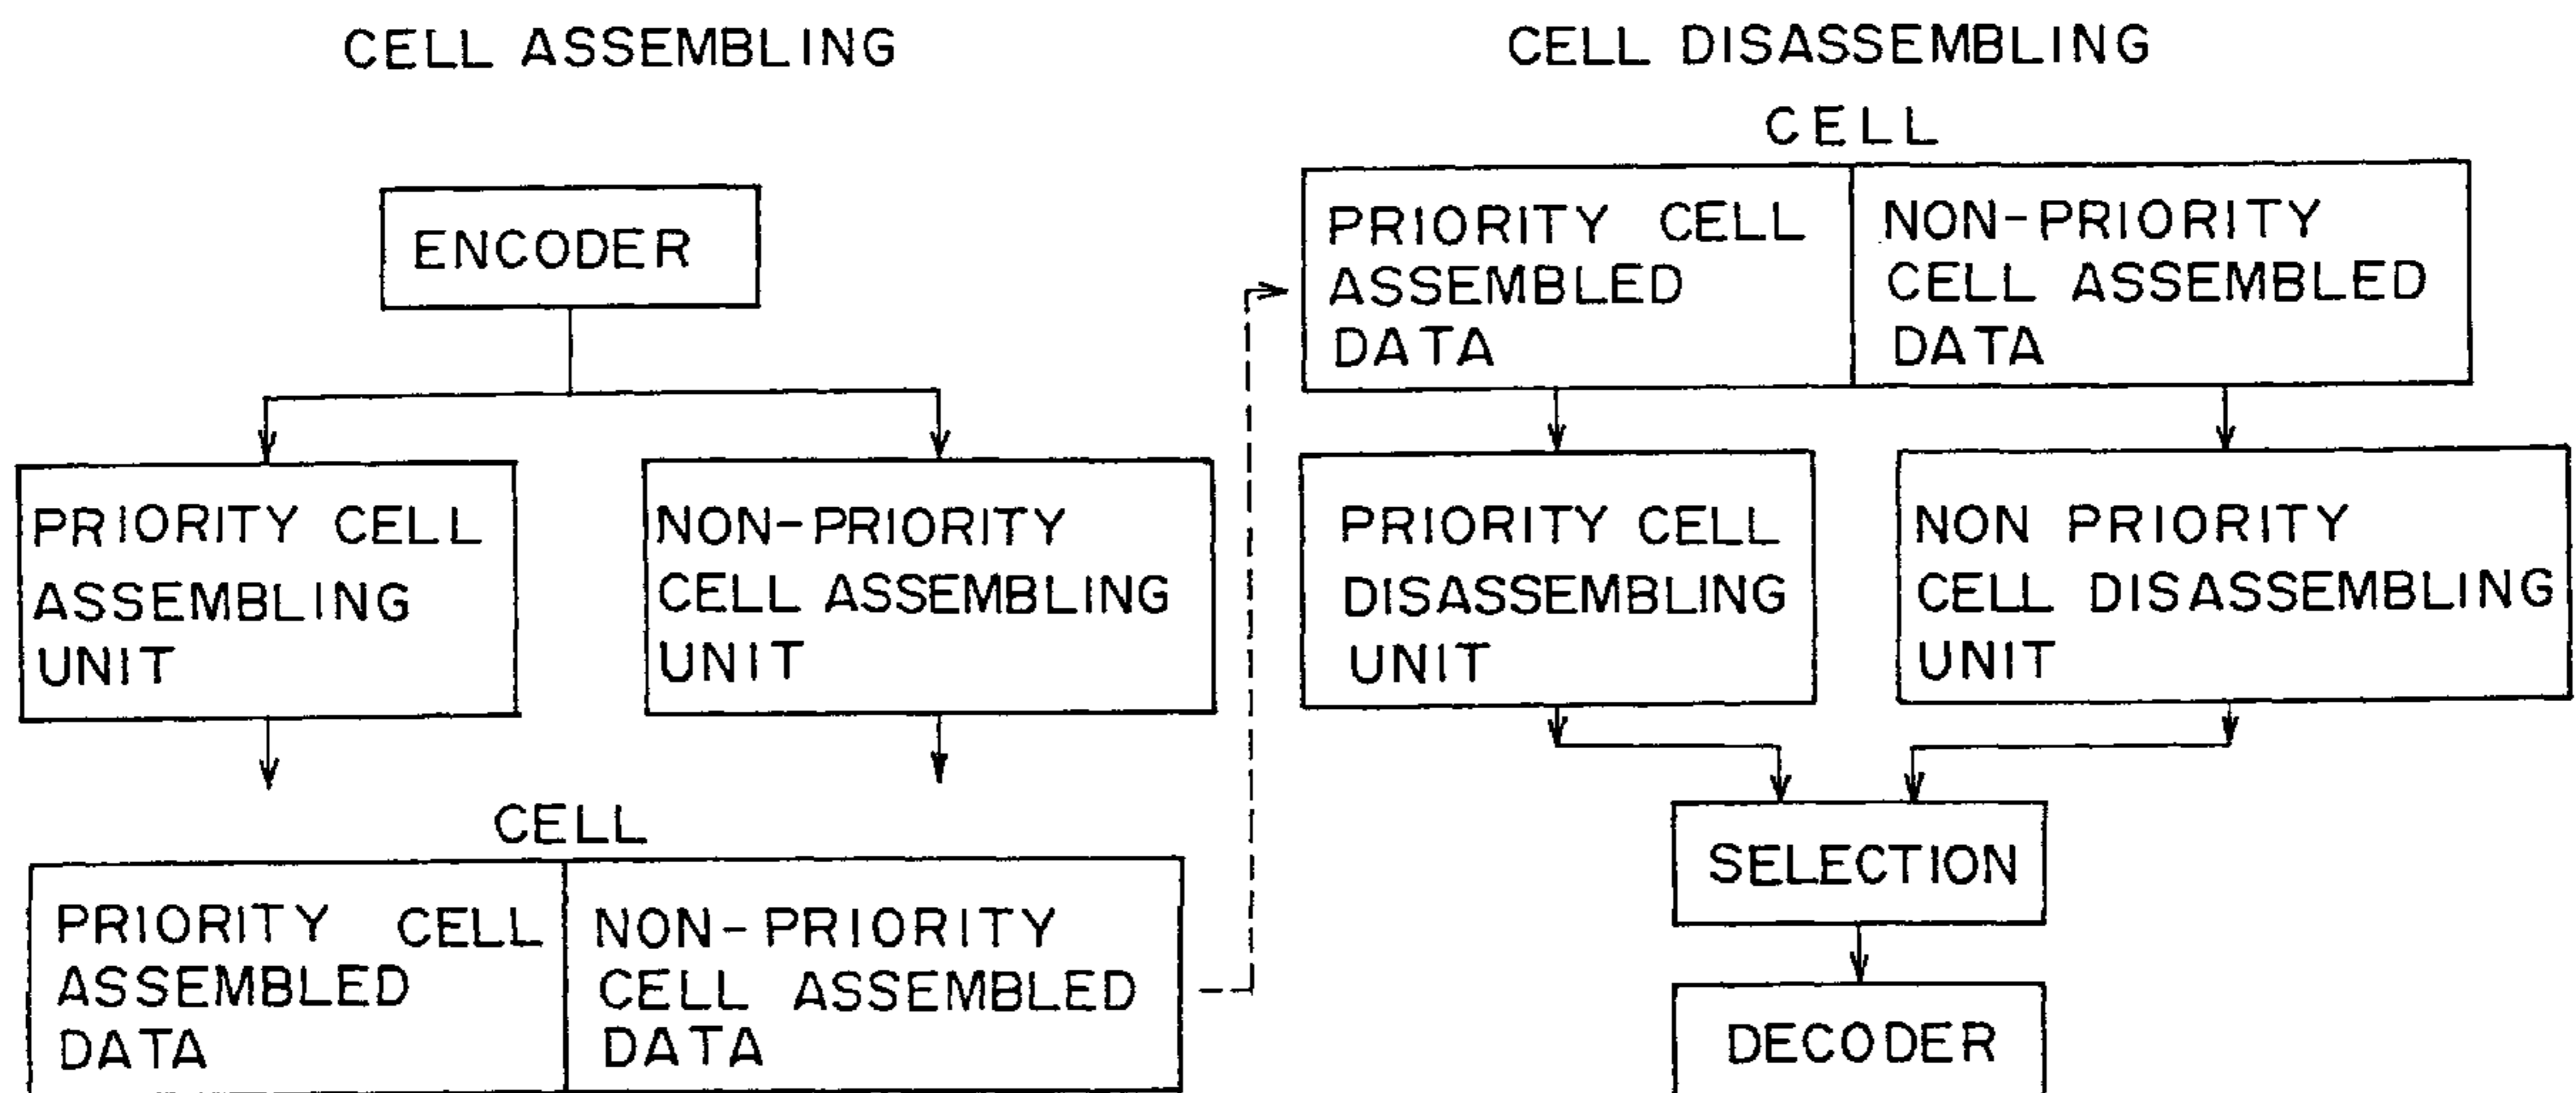 CELL ASSEMBLING
ENCODER
PRIORITY CELL
ASSEMBLING
UNIT
NON-PRIORITY
CELL ASSEMBLING
UNIT
CELL
PRIORITY CELL
ASSEMBLED
DATA
NON-PRIORITY
CELL ASSEMBLED
DATA
CELL DISASSEMBLING
CELL
PRIORITY CELL
ASSEMBLED
DATA
NON-PRIORITY
CELL ASSEMBLED
DATA
PRIORITY CELL
DISASSEMBLING
UNIT
NON PRIORITY
CELL DISASSEMBLING
UNIT
SELECTION
DECODER